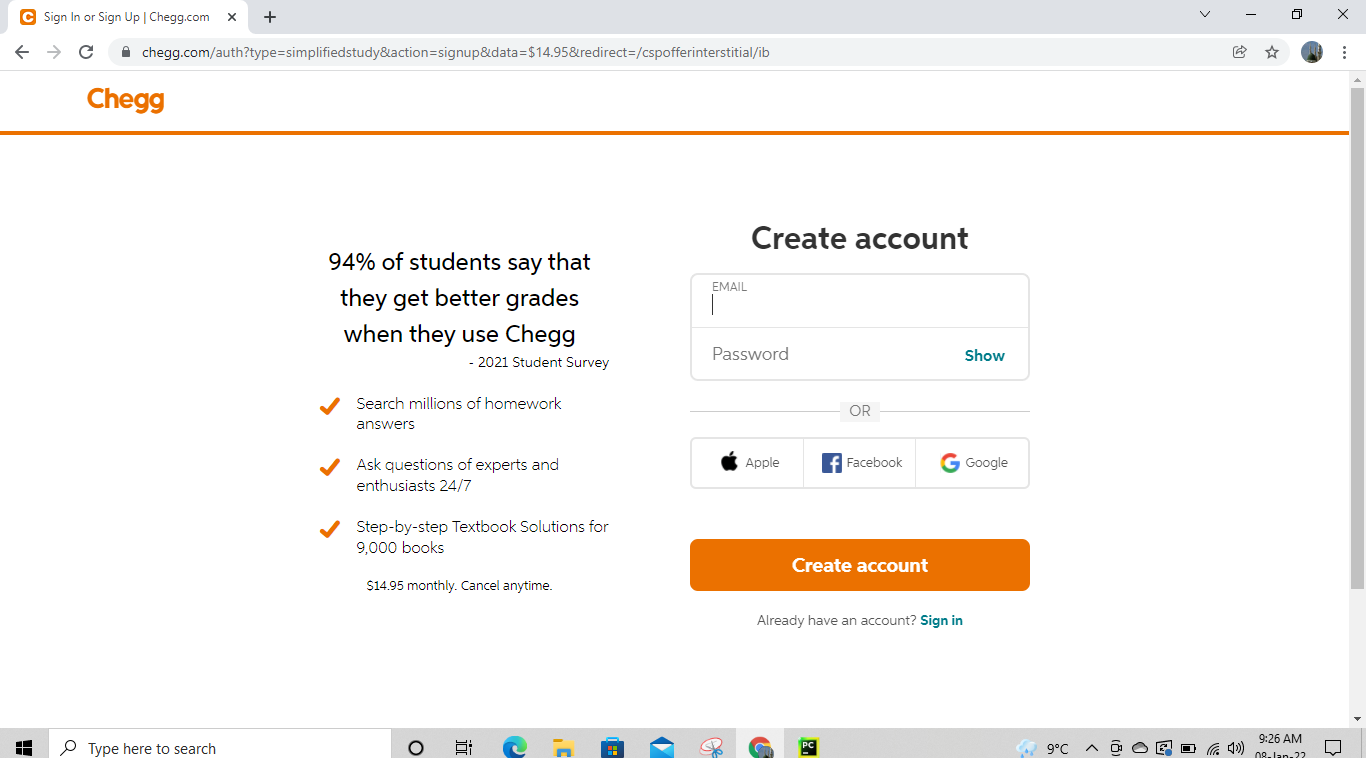 Sign In or Sign Up | Chegg.com
chegg.com/auth?type=simplifiedstudy&action=signup&data=$14.95&redirect=/cspofferinterstitial/ib
Chegg
94% of students say that
they get better grades
when they use Chegg
- 2021 Student Survey
Search millions of homework
answers
Ask questions of experts and
enthusiasts 24/7
Step-by-step Textbook Solutions for
9,000 books
$14.95 monthly. Cancel anytime.
Create account
EMAIL
Password Show
OR
Apple Facebook Google
Create account
Already have an account? Sign in
Type here to search
PC
9°C
9:26 AM
08-Jan-22